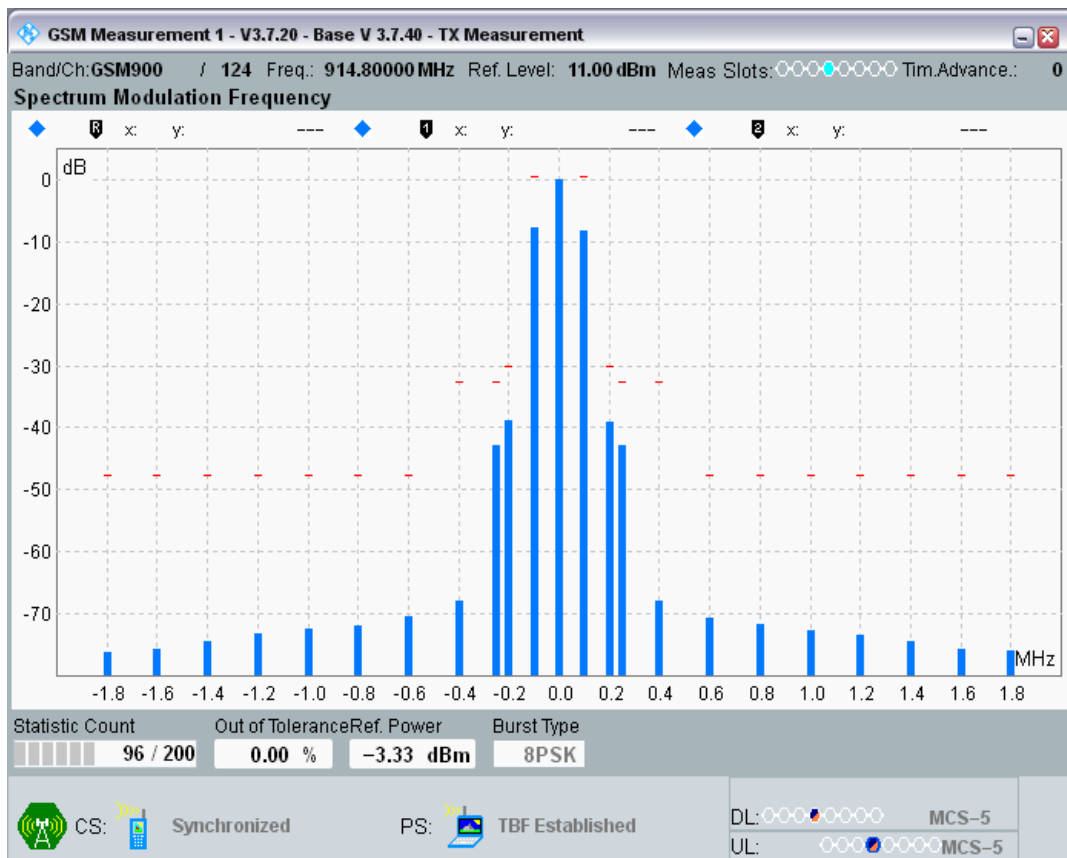 GSM Measurement 1 - V3.7.20 - Base V 3.7.40 - TX Measurement
Band/Ch:GSM900 / 124 Freq.: 914.80000 MHz Ref. Level: 11.00 dBm Meas Slots: Tim.Advance.: 0
Spectrum Modulation Frequency
R x: y: --- 1 x: y: --- 2 x: y: ---
dB
0
-10
-20
-30
-40
-50
-60
-70
MHz
-1.8 -1.6 -1.4 -1.2 -1.0 -0.8 -0.6 -0.4 -0.2 0.0 0.2 0.4 0.6 0.8 1.0 1.2 1.4 1.6 1.8
Statistic Count Out of Tolerance Ref. Power Burst Type
96 / 200 0.00 % −3.33 dBm 8PSK
CS: Synchronized PS: TBF Established
DL: MCS−5
UL: MCS−5